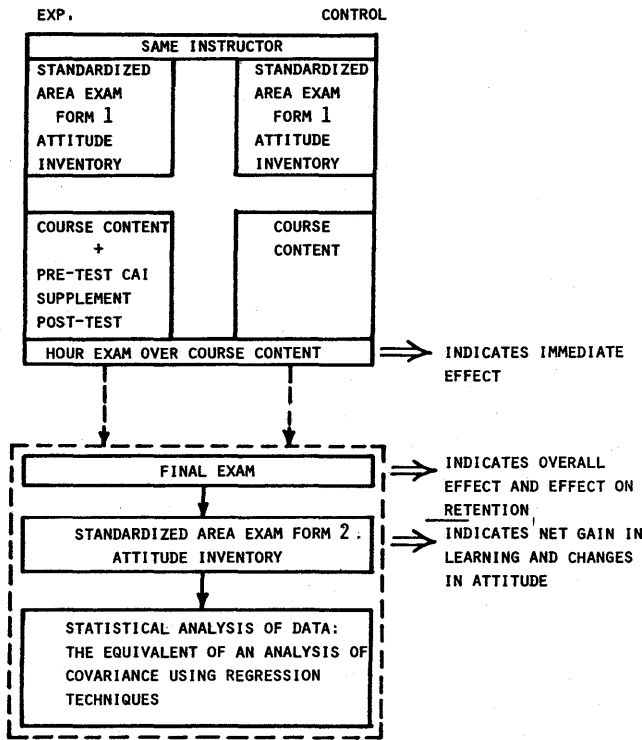 EXP.
CONTROL
SAME INSTRUCTOR
STANDARDIZED
AREA EXAM
FORM 1
ATTITUDE
INVENTORY
STANDARDIZED
AREA EXAM
FORM 1
ATTITUDE
INVENTORY
COURSE CONTENT
+
PRE-TEST CAI
SUPPLEMENT
POST-TEST
COURSE
CONTENT
HOUR EXAM OVER COURSE CONTENT
INDICATES IMMEDIATE
EFFECT
FINAL EXAM
INDICATES OVERALL
EFFECT AND EFFECT ON
RETENTION
STANDARDIZED AREA EXAM FORM 2.
ATTITUDE INVENTORY
INDICATES NET GAIN IN
LEARNING AND CHANGES
IN ATTITUDE
STATISTICAL ANALYSIS OF DATA:
THE EQUIVALENT OF AN ANALYSIS OF
COVARIANCE USING REGRESSION
TECHNIQUES